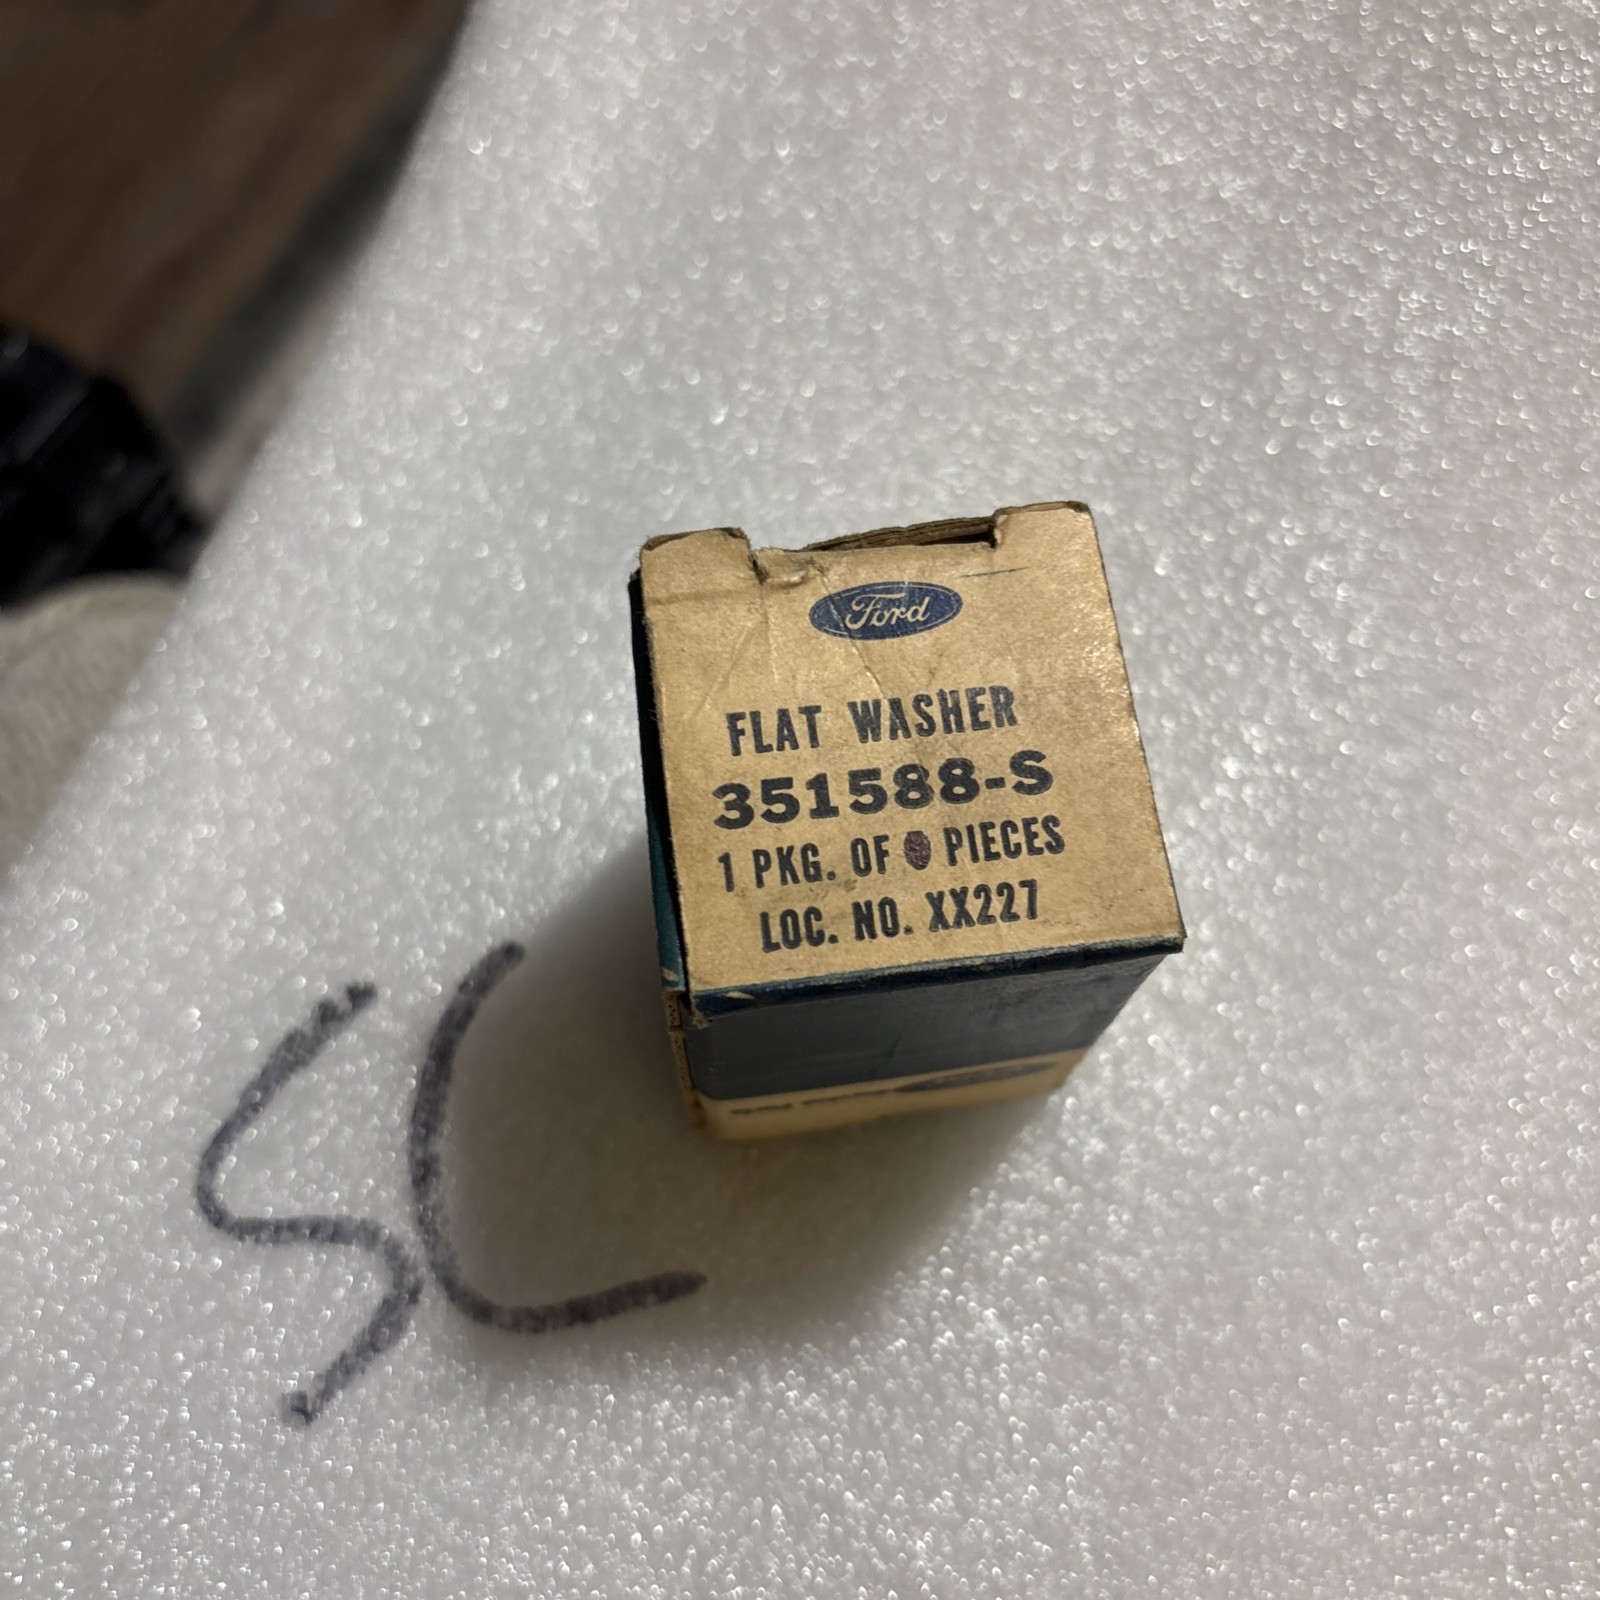 Ford
FLAT WASHER
351588-S
1 PKG. OF PIECES
LOC. NO. XX227
SC